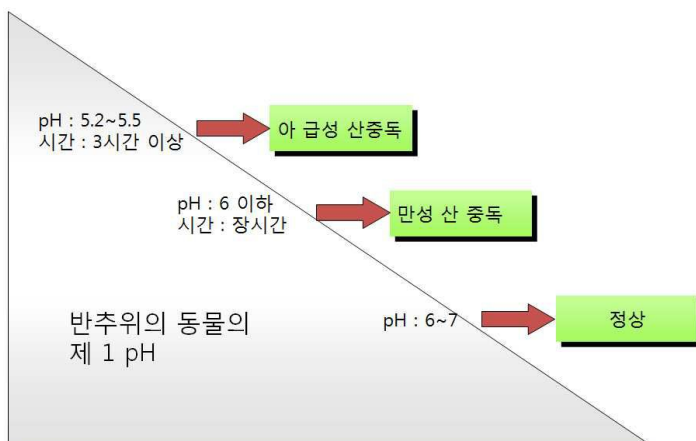 pH : 5.2~5.5
시간 : 3시간 이상
아 급성 산중독
pH : 6 이하
시간 : 장시간
만성 산 중독
반추위의 동물의
제 1 pH
pH : 6~7
정상